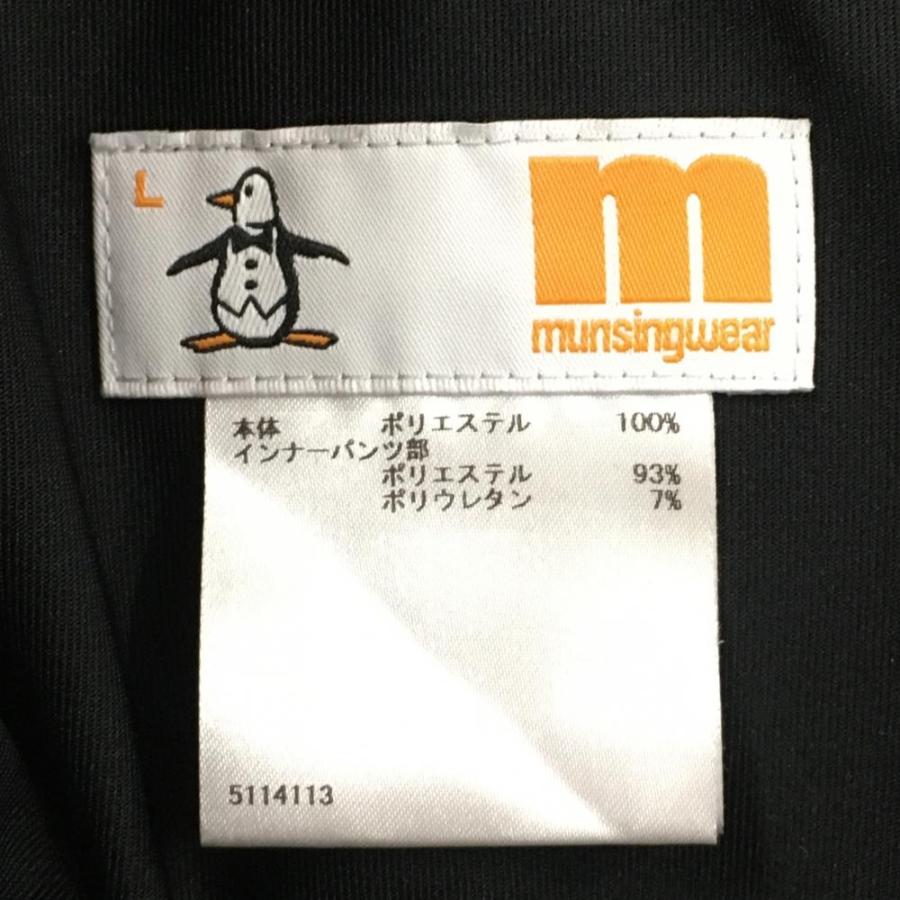 L
m
munsingwear
本体 ポリエステル 100%
インナーパンツ部
ポリエステル 93%
ポリウレタン 7%
5114113